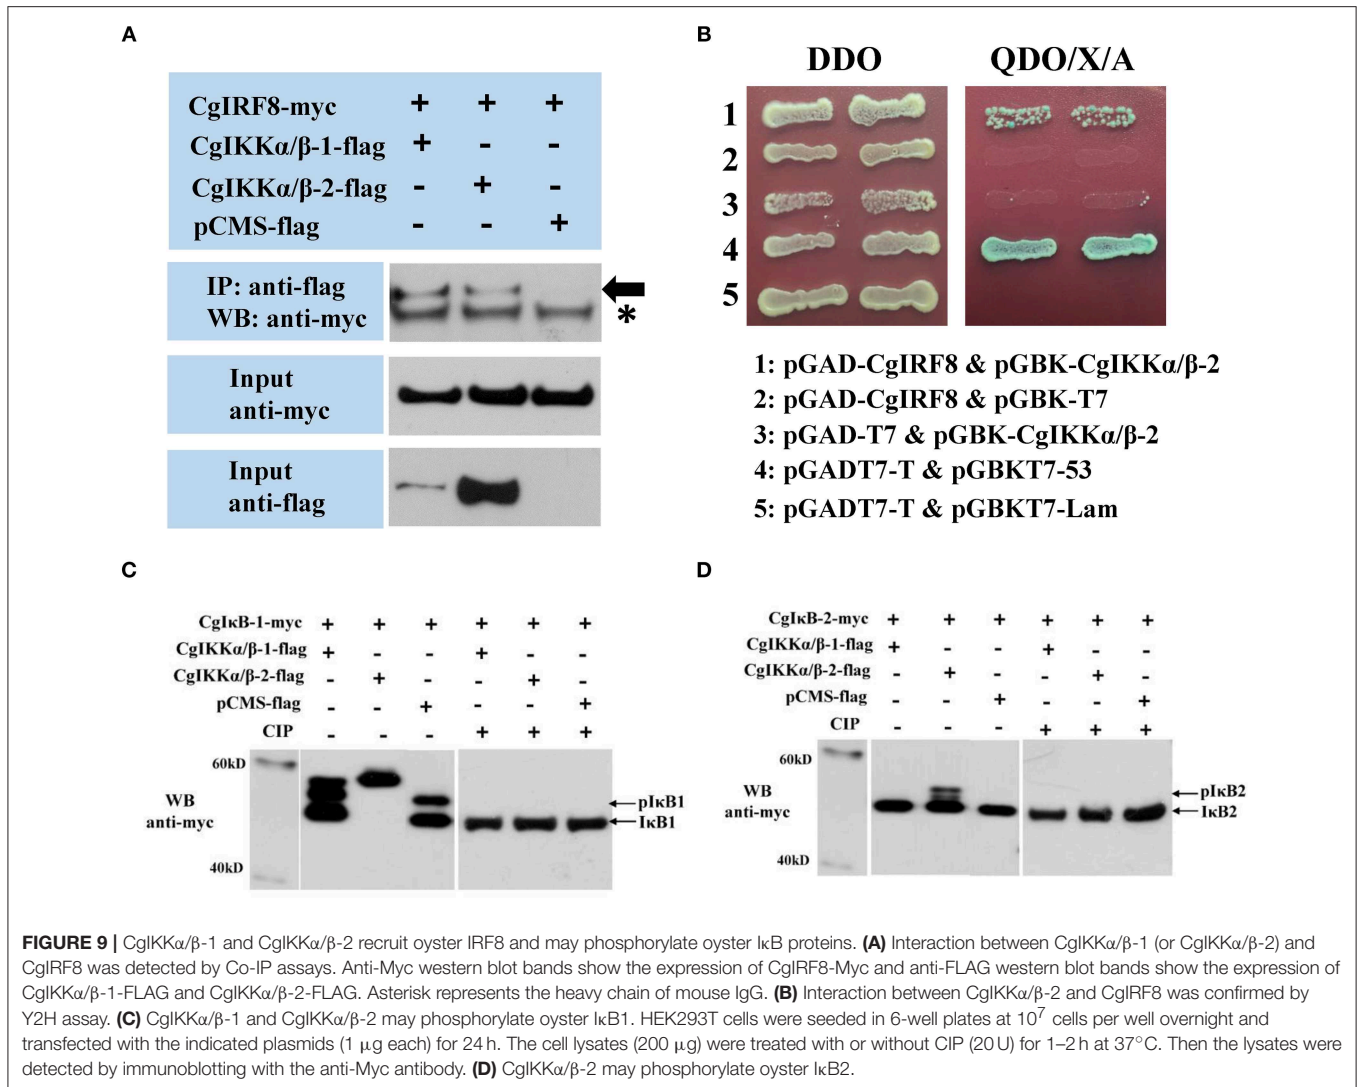 A
CgIRF8-myc + + +
CgIKKα/β-1-flag + - -
CgIKKα/β-2-flag - + -
pCMS-flag - - +
IP: anti-flag
WB: anti-myc
*
Input
anti-myc
Input
anti-flag
B
DDO QDO/X/A
1
2
3
4
5
1: pGAD-CgIRF8 & pGBK-CgIKKα/β-2
2: pGAD-CgIRF8 & pGBK-T7
3: pGAD-T7 & pGBK-CgIKKα/β-2
4: pGADT7-T & pGBKT7-53
5: pGADT7-T & pGBKT7-Lam
C
CgIκB-1-myc + + + + + +
CgIKKα/β-1-flag + - - + - -
CgIKKα/β-2-flag - + - - + -
pCMS-flag - - + - - +
CIP - - - + + +
60kD
WB
anti-myc
40kD
pIκB1
IκB1
D
CgIκB-2-myc + + + + + +
CgIKKα/β-1-flag + - - + - -
CgIKKα/β-2-flag - + - - + -
pCMS-flag - - + - - +
CIP - - - + + +
60kD
WB
anti-myc
40kD
pIκB2
IκB2
FIGURE 9 | CgIKKα/β-1 and CgIKKα/β-2 recruit oyster IRF8 and may phosphorylate oyster IκB proteins. (A) Interaction between CgIKKα/β-1 (or CgIKKα/β-2) and
CgIRF8 was detected by Co-IP assays. Anti-Myc western blot bands show the expression of CgIRF8-Myc and anti-FLAG western blot bands show the expression of
CgIKKα/β-1-FLAG and CgIKKα/β-2-FLAG. Asterisk represents the heavy chain of mouse IgG. (B) Interaction between CgIKKα/β-2 and CgIRF8 was confirmed by
Y2H assay. (C) CgIKKα/β-1 and CgIKKα/β-2 may phosphorylate oyster IκB1. HEK293T cells were seeded in 6-well plates at 10⁷ cells per well overnight and
transfected with the indicated plasmids (1 μg each) for 24 h. The cell lysates (200 μg) were treated with or without CIP (20 U) for 1–2 h at 37°C. Then the lysates were
detected by immunoblotting with the anti-Myc antibody. (D) CgIKKα/β-2 may phosphorylate oyster IκB2.